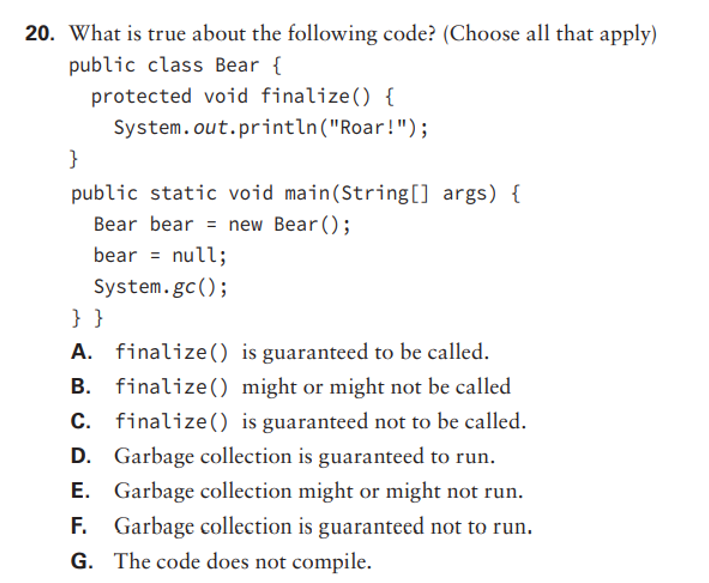 20. What is true about the following code? (Choose all that apply)
public class Bear {
protected void finalize() {
System.out.println("Roar!");
}
public static void main(String[] args) {
Bear bear = new Bear();
bear = null;
System.gc();
} }
A. finalize() is guaranteed to be called.
B. finalize() might or might not be called
C. finalize() is guaranteed not to be called.
D. Garbage collection is guaranteed to run.
E. Garbage collection might or might not run.
F. Garbage collection is guaranteed not to run.
G. The code does not compile.